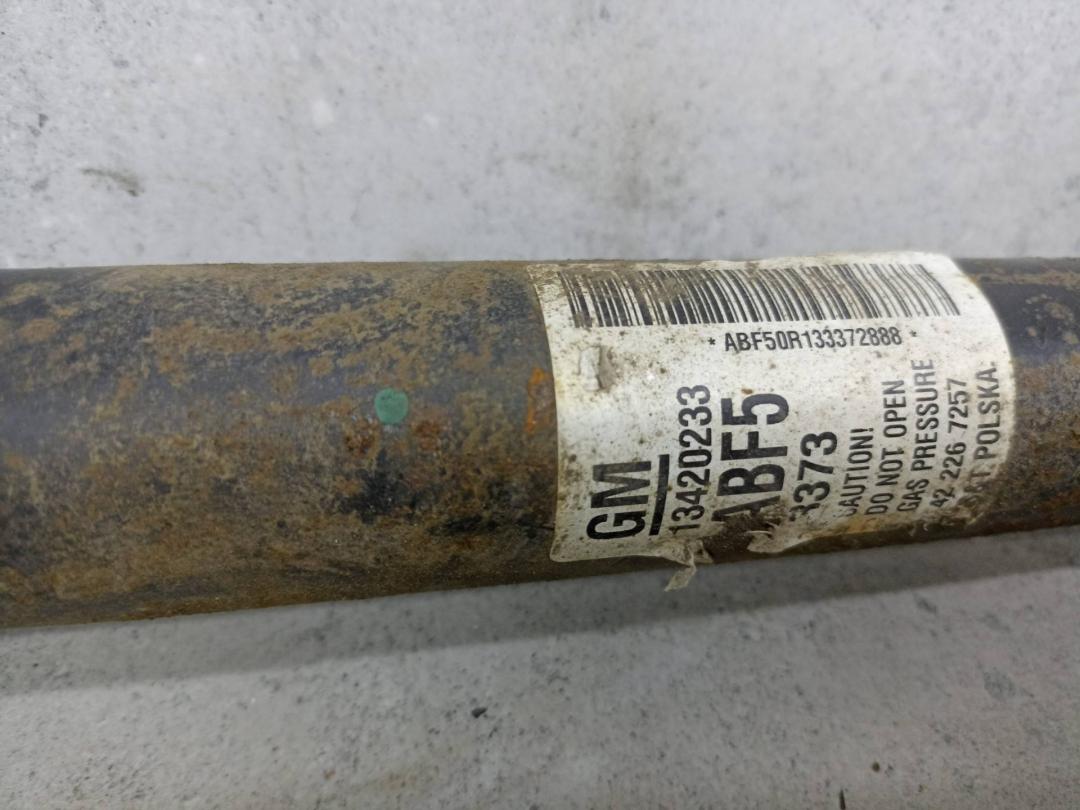 * ABF50R133372888 *
GM
13420233
ABF5
3373
CAUTION!
DO NOT OPEN
GAS PRESSURE
42 226 7257
POLSKA.